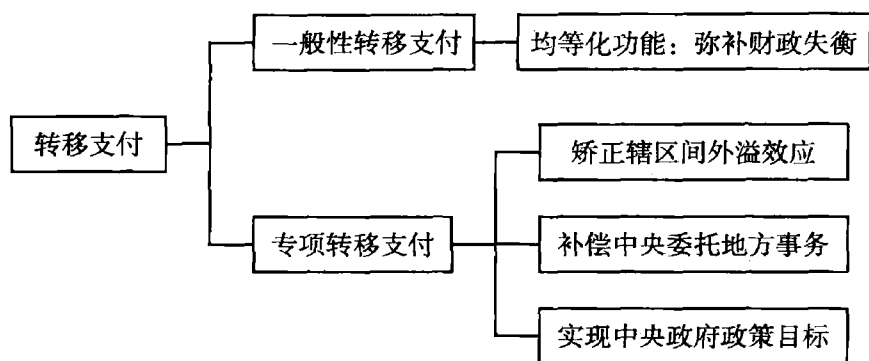 一般性转移支付
均等化功能：弥补财政失衡
转移支付
矫正辖区间外溢效应
专项转移支付
补偿中央委托地方事务
实现中央政府政策目标